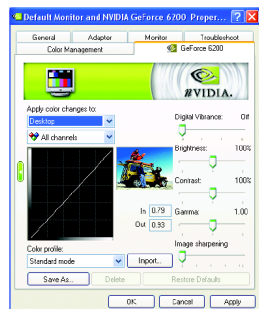 Default Monitor and NVIDIA GeForce 6200 Proper...
General Adapter Monitor Troubleshoot
Color Management GeForce 6200
NVIDIA.
Apply color changes to:
Desktop
All channels
Digital Vibrance: Off
Brightness: 100%
Contrast: 100%
In 0.79 Gamma: 1.00
Out 0.93
Image sharpening
Color profile:
Standard mode Import...
Save As... Delete Restore Defaults
OK Cancel Apply